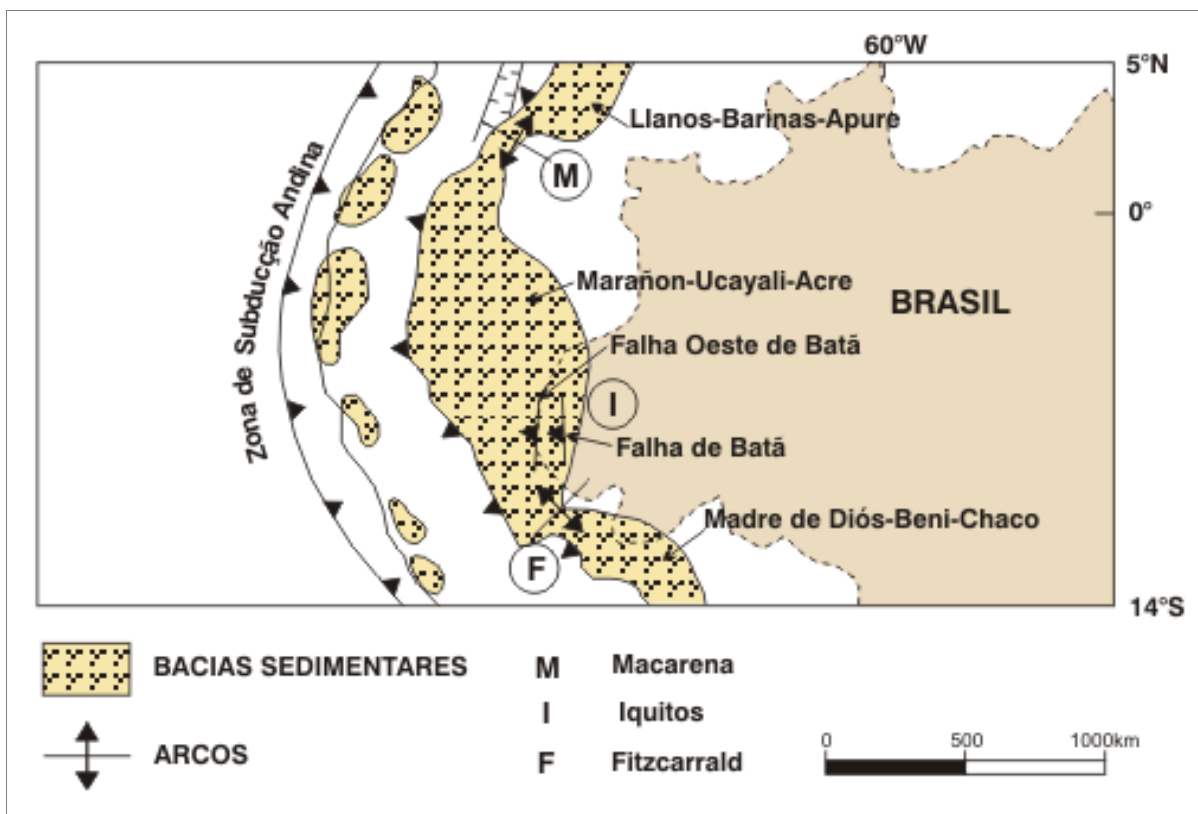 60°W
5°N
Llanos-Barinas-Apure
M
0°
Zona de Subducção Andina
Marañon-Ucayali-Acre
BRASIL
Falha Oeste de Batã
I
Falha de Batã
Madre de Diós-Beni-Chaco
F
14°S
BACIAS SEDIMENTARES
M Macarena
I Iquitos
ARCOS
F Fitzcarrald
0 500 1000km